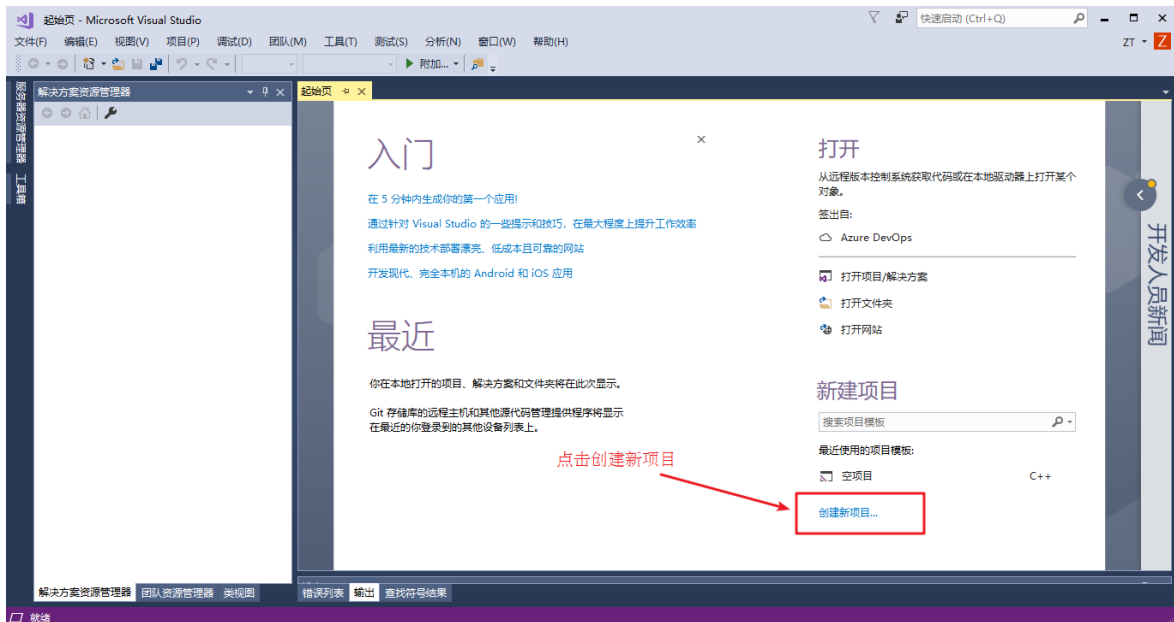 起始页 - Microsoft Visual Studio
快速启动 (Ctrl+Q)
文件(F) 编辑(E) 视图(V) 项目(P) 调试(D) 团队(M) 工具(T) 测试(S) 分析(N) 窗口(W) 帮助(H)
ZT
Z
附加...
服务器资源管理器
工具箱
解决方案资源管理器
起始页
入门
在 5 分钟内生成你的第一个应用!
通过针对 Visual Studio 的一些提示和技巧，在最大程度上提升工作效率
利用最新的技术部署漂亮、低成本且可靠的网站
开发现代、完全本机的 Android 和 iOS 应用
最近
你在本地打开的项目、解决方案和文件夹将在此次显示。
Git 存储库的远程主机和其他源代码管理提供程序将显示
在最近的你登录到的其他设备列表上。
点击创建新项目
打开
从远程版本控制系统获取代码或在本地驱动器上打开某个
对象。
签出自:
Azure DevOps
打开项目/解决方案
打开文件夹
打开网站
新建项目
搜索项目模板
最近使用的项目模板:
空项目 C++
创建新项目...
开发人员新闻
解决方案资源管理器 团队资源管理器 类视图
错误列表 输出 查找符号结果
就绪